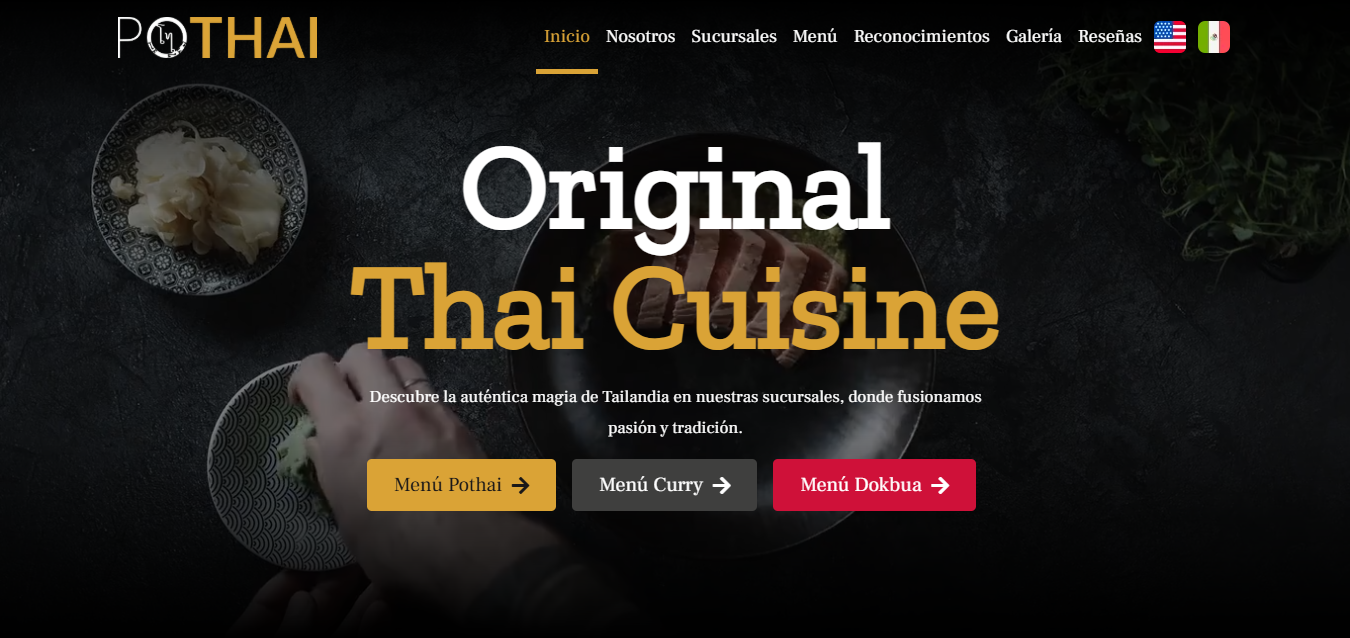 POTHAI
Inicio Nosotros Sucursales Menú Reconocimientos Galería Reseñas
Original
Thai Cuisine
Descubre la auténtica magia de Tailandia en nuestras sucursales, donde fusionamos
pasión y tradición.
Menú Pothai Menú Curry Menú Dokbua